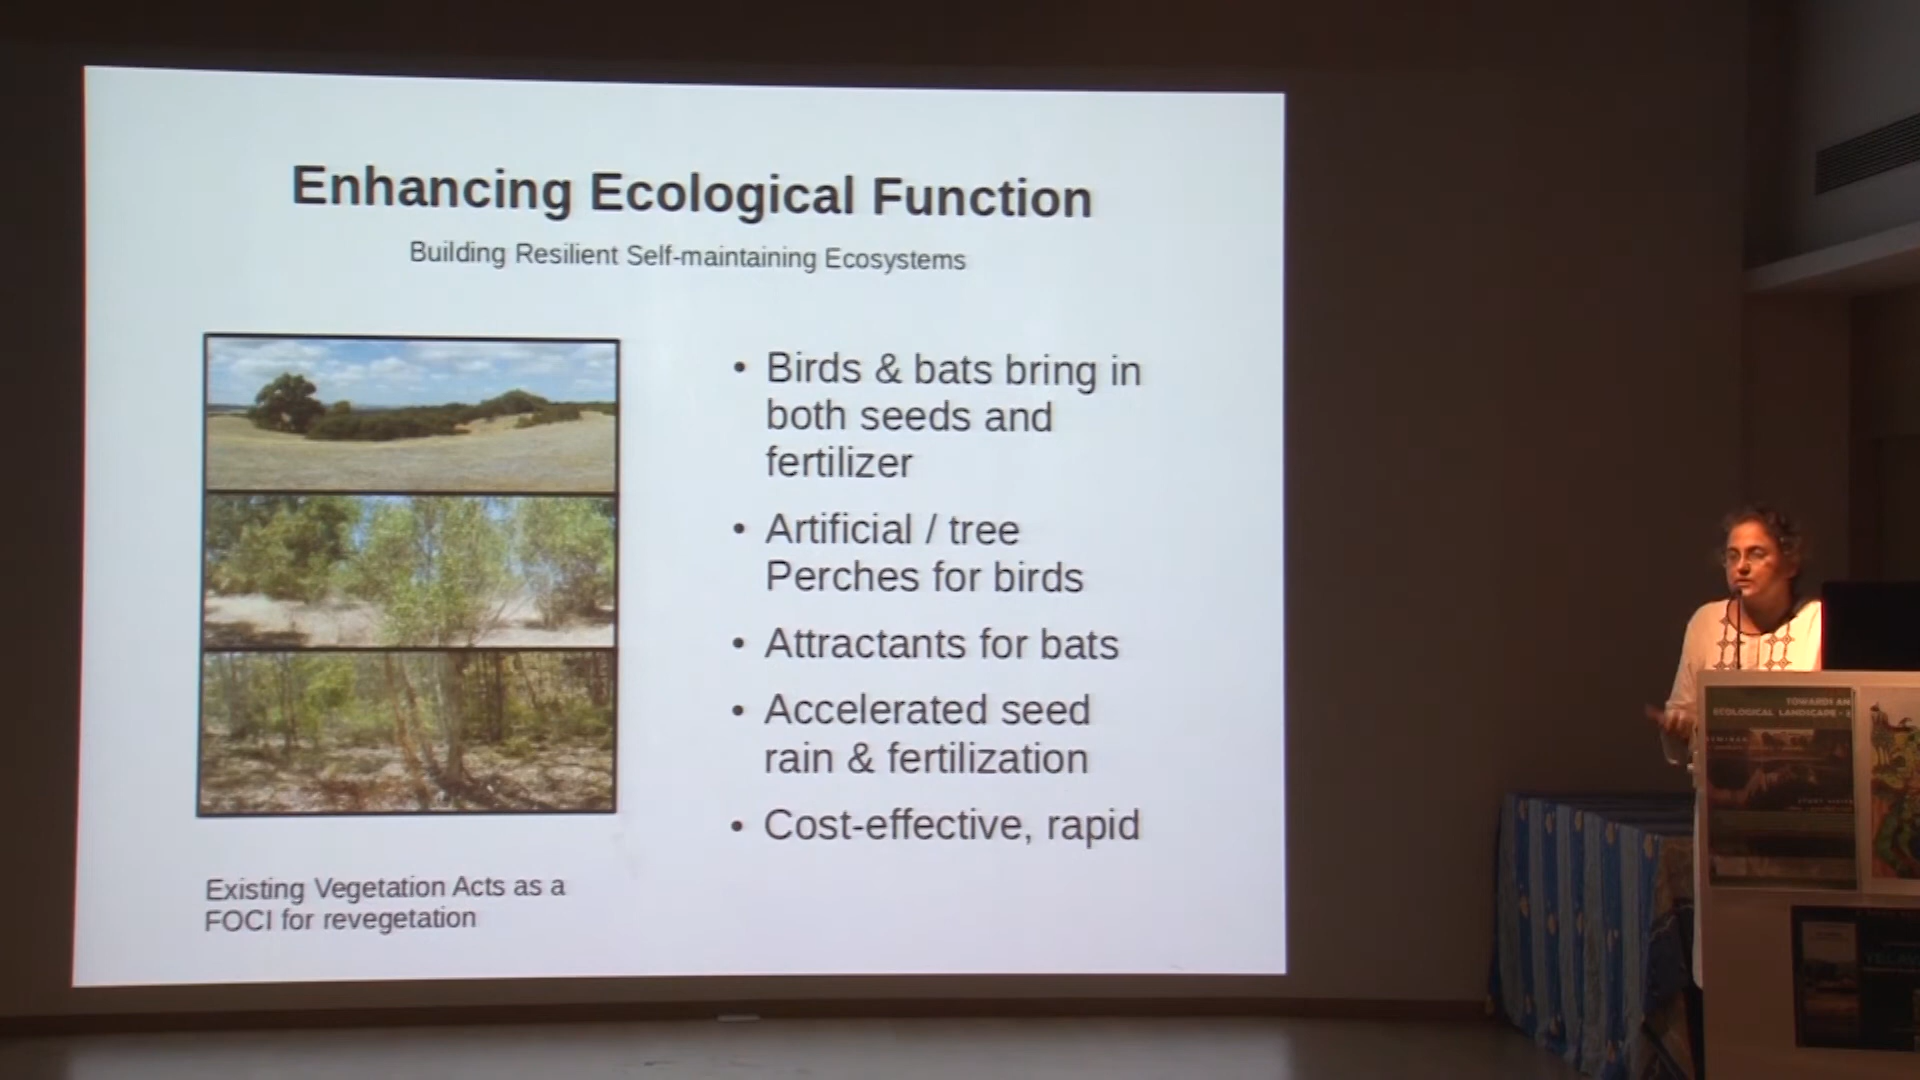 Enhancing Ecological Function
Building Resilient Self-maintaining Ecosystems
• Birds & bats bring in
both seeds and
fertilizer
• Artificial / tree
Perches for birds
• Attractants for bats
• Accelerated seed
rain & fertilization
• Cost-effective, rapid
Existing Vegetation Acts as a
FOCI for revegetation
TOWARDS AN
ECOLOGICAL LANDSCAPE -